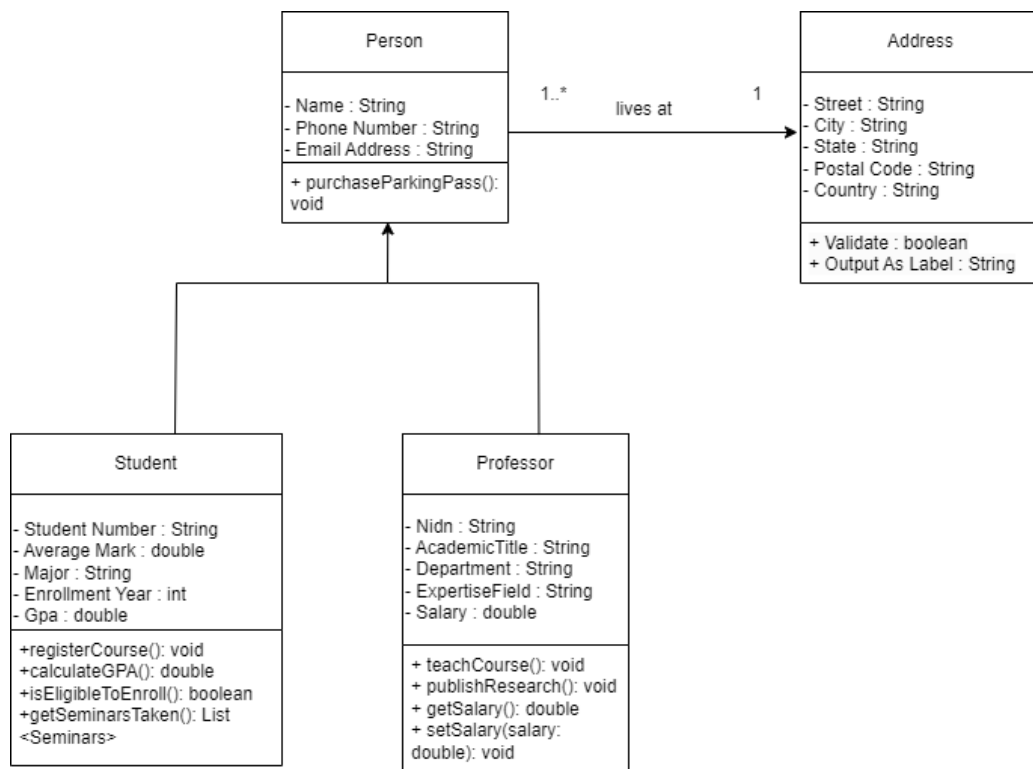 Person
- Name : String
- Phone Number : String
- Email Address : String
+ purchaseParkingPass():
void
1..*
lives at
1
Address
- Street : String
- City : String
- State : String
- Postal Code : String
- Country : String
+ Validate : boolean
+ Output As Label : String
Student
- Student Number : String
- Average Mark : double
- Major : String
- Enrollment Year : int
- Gpa : double
+registerCourse(): void
+calculateGPA(): double
+isEligibleToEnroll(): boolean
+getSeminarsTaken(): List
<Seminars>
Professor
- Nidn : String
- AcademicTitle : String
- Department : String
- ExpertiseField : String
- Salary : double
+ teachCourse(): void
+ publishResearch(): void
+ getSalary(): double
+ setSalary(salary:
double): void